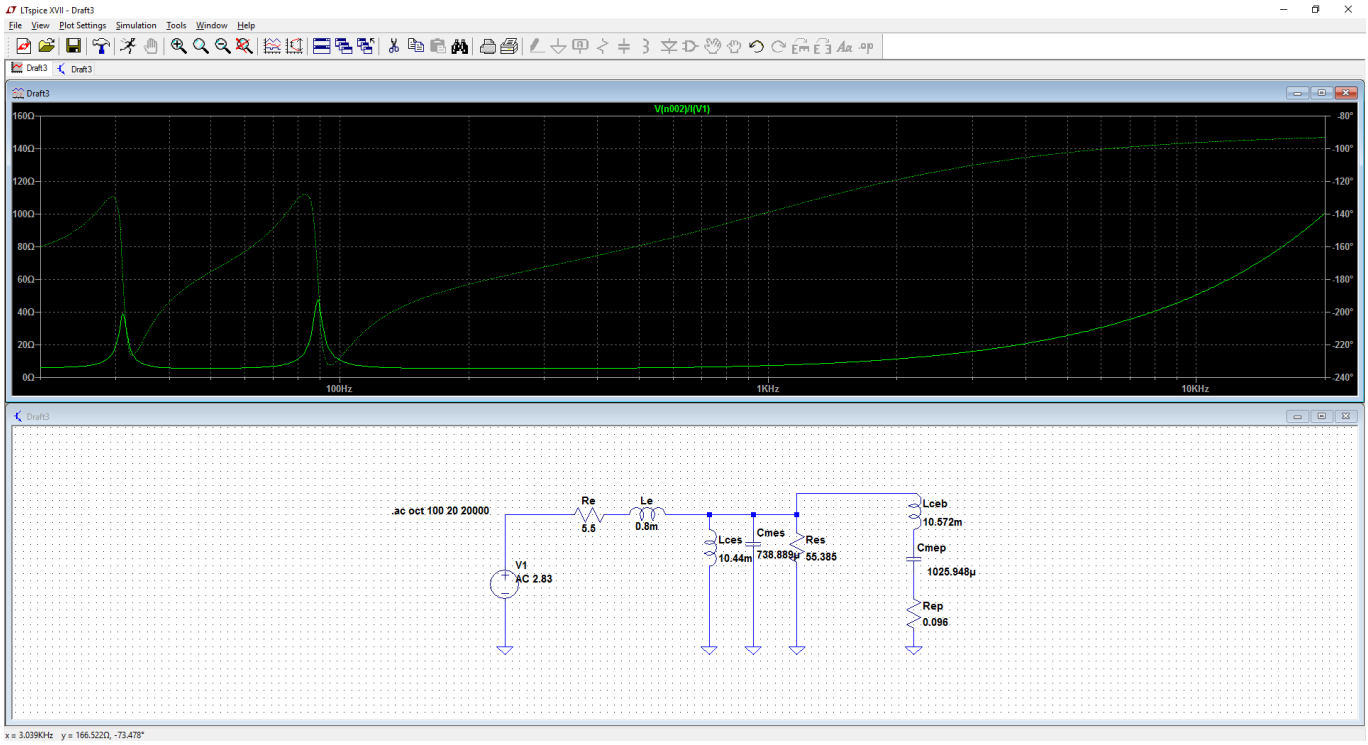 LTspice XVII - Draft3
File View Plot Settings Simulation Tools Window Help
Draft3 Draft3
Draft3
V(n002)/I(V1)
160Ω -80°
140Ω -100°
120Ω -120°
100Ω -140°
80Ω -160°
60Ω -180°
40Ω -200°
20Ω -220°
0Ω -240°
100Hz 1KHz 10KHz
Draft3
.ac oct 100 20 20000
Re
5.5
Le
0.8m
V1
AC 2.83
Lces
10.44m
Cmes
738.889µ
Res
55.385
Lceb
10.572m
Cmep
1025.948µ
Rep
0.096
x = 3.039KHz y = 166.522Ω, -73.478°